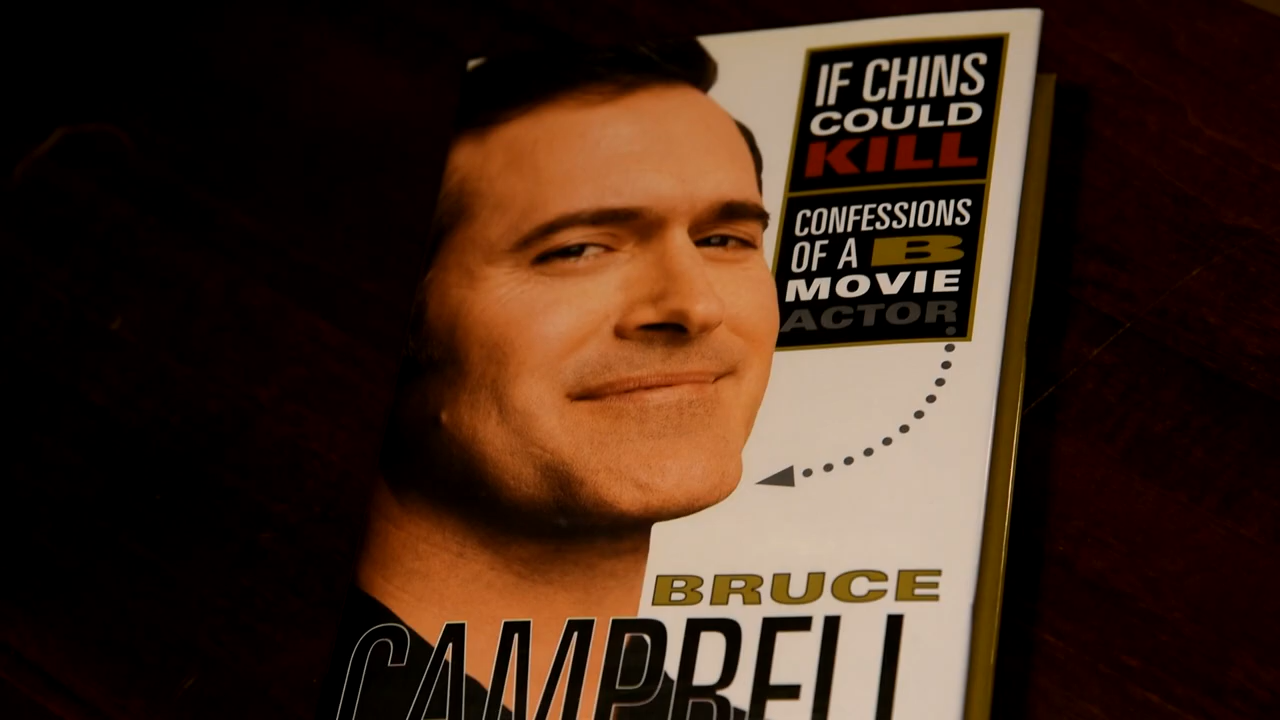 IF CHINS
COULD
KILL
CONFESSIONS
OF A B
MOVIE
ACTOR
BRUCE
CAMPBELL